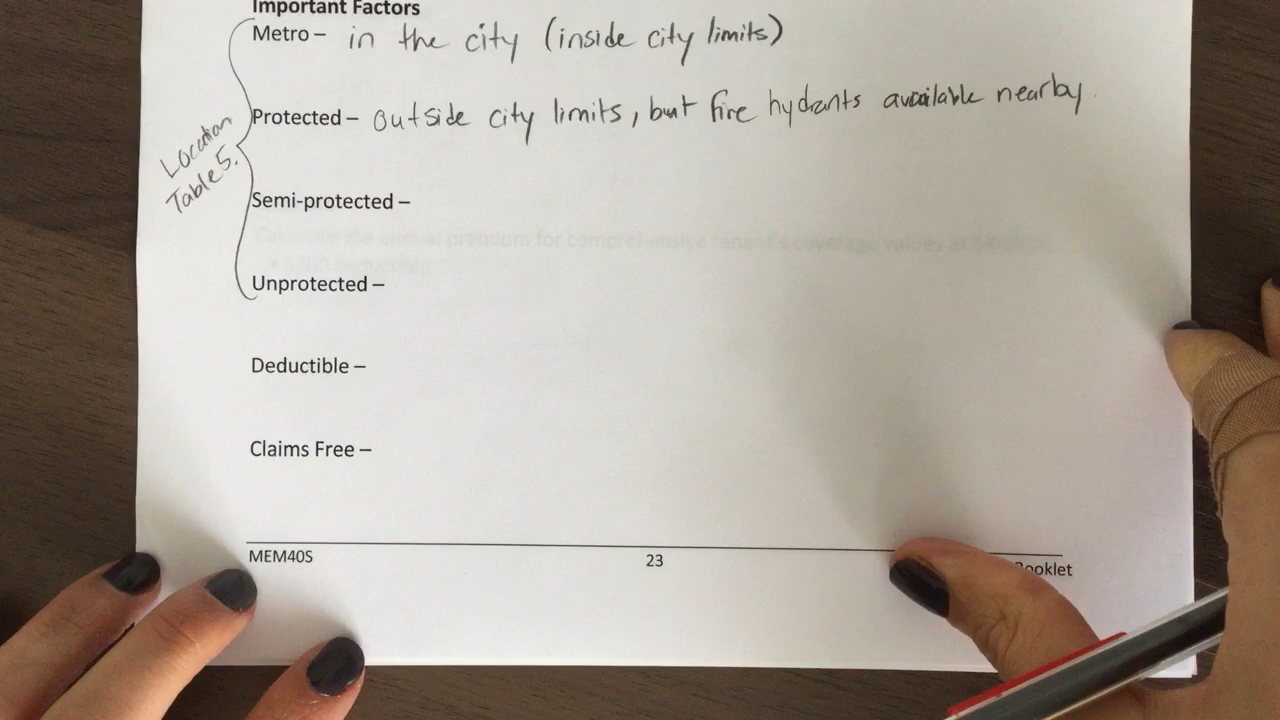 Important Factors
Metro – in the city (inside city limits)
Protected – outside city limits, but fire hydrants available nearby.
Location
Table 5.
Semi-protected –
Unprotected –
Deductible –
Claims Free –
MEM40S 23 Booklet